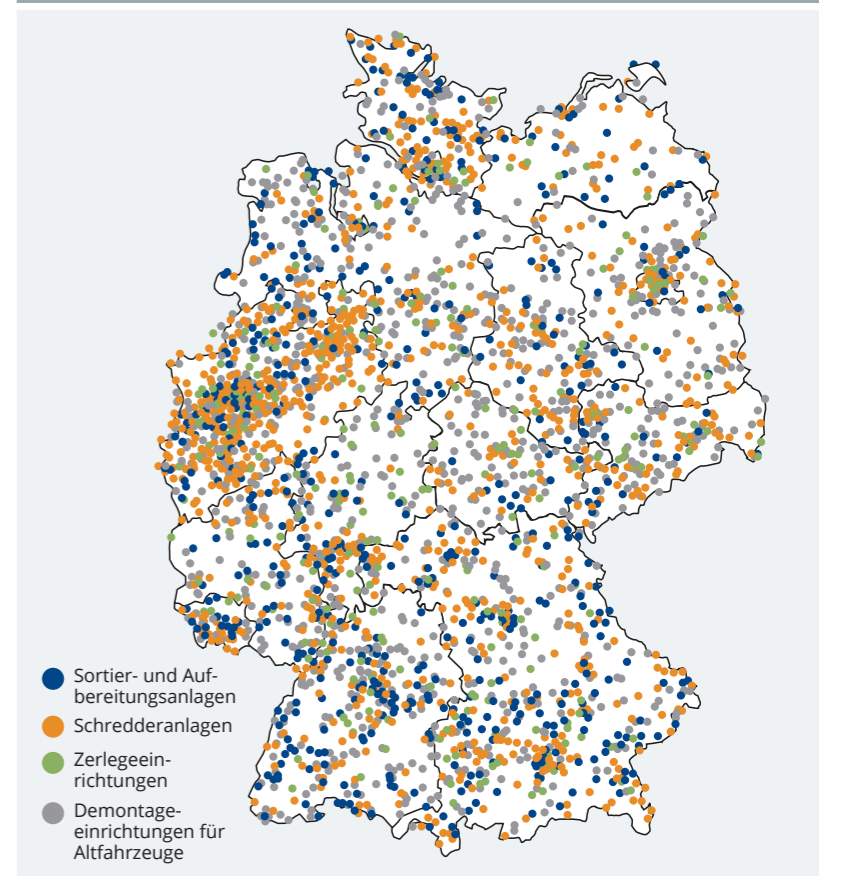 Sortier- und Auf-
bereitungsanlagen
Schredderanlagen
Zerlegeein-
richtungen
Demontage-
einrichtungen für
Altfahrzeuge